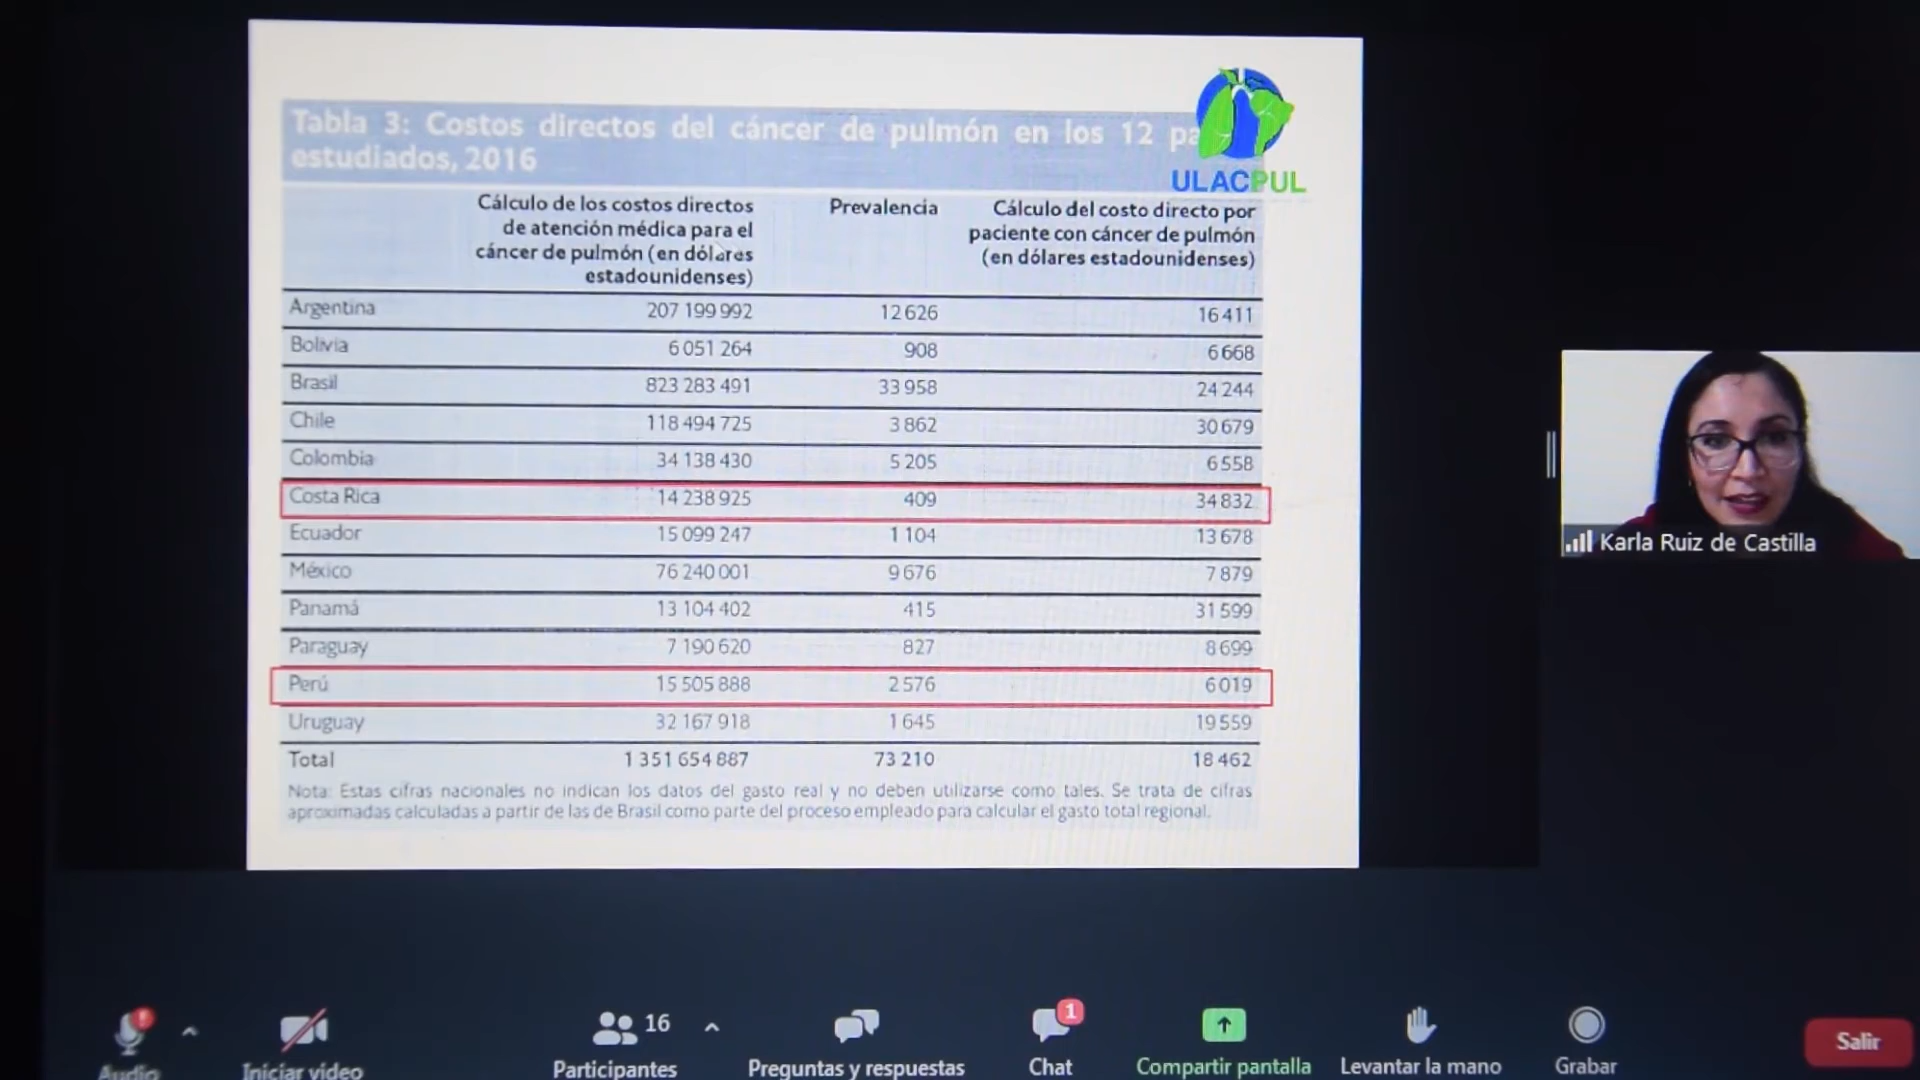 Tabla 3: Costos directos del cáncer de pulmón en los 12 pa
estudiados, 2016
ULACPUL
Cálculo de los costos directos
de atención médica para el
cáncer de pulmón (en dólares
estadounidenses)
Prevalencia
Cálculo del costo directo por
paciente con cáncer de pulmón
(en dólares estadounidenses)
Argentina 207 199 992 12 626 16 411
Bolivia 6 051 264 908 6 668
Brasil 823 283 491 33 958 24 244
Chile 118 494 725 3 862 30 679
Colombia 34 138 430 5 205 6 558
Costa Rica 14 238 925 409 34 832
Ecuador 15 099 247 1 104 13 678
México 76 240 001 9 676 7 879
Panamá 13 104 402 415 31 599
Paraguay 7 190 620 827 8 699
Perú 15 505 888 2 576 6 019
Uruguay 32 167 918 1 645 19 559
Total 1 351 654 887 73 210 18 462
Nota: Estas cifras nacionales no indican los datos del gasto real y no deben utilizarse como tales. Se trata de cifras
aproximadas calculadas a partir de las de Brasil como parte del proceso empleado para calcular el gasto total regional.
Karla Ruiz de Castilla
Audio
Iniciar vídeo
16
Participantes
Preguntas y respuestas
1
Chat
Compartir pantalla
Levantar la mano
Grabar
Salir